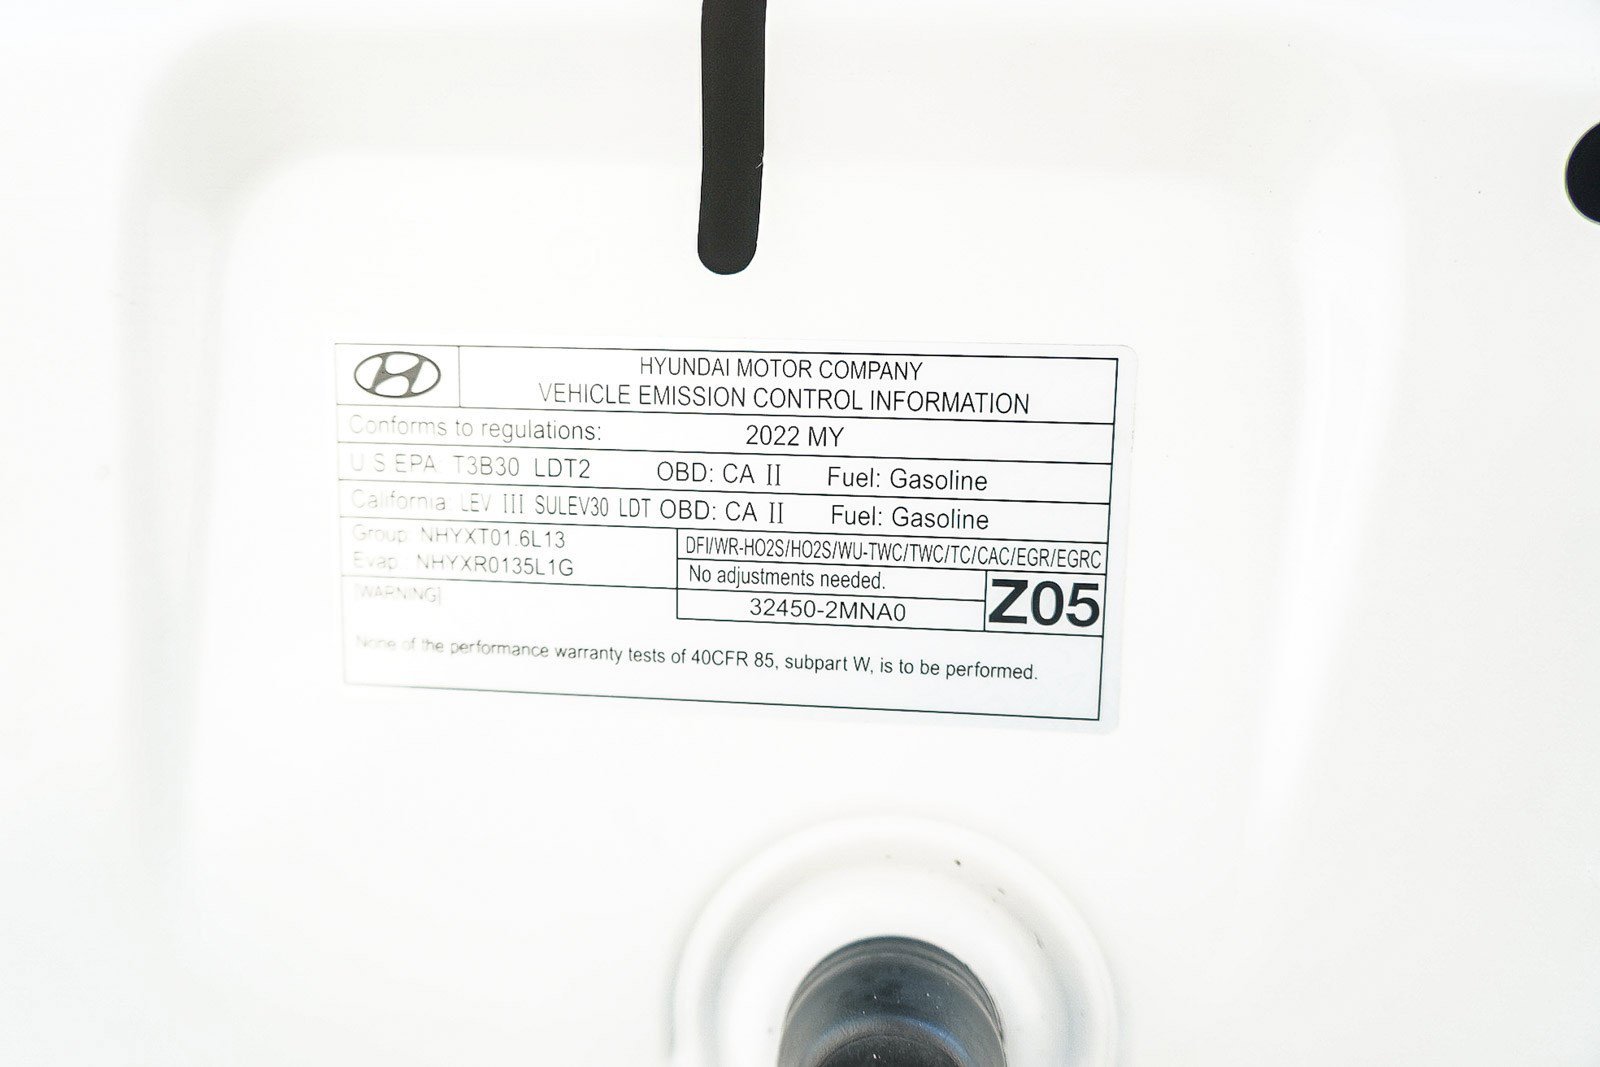 HYUNDAI MOTOR COMPANY
VEHICLE EMISSION CONTROL INFORMATION
Conforms to regulations: 2022 MY
U S EPA: T3B30 LDT2 OBD: CA II Fuel: Gasoline
California: LEV III SULEV30 LDT OBD: CA II Fuel: Gasoline
Group: NHYXT01.6L13
Evap: NHYXR0135L1G
DFI/WR-HO2S/HO2S/WU-TWC/TWC/TC/CAC/EGR/EGRC
No adjustments needed.
32450-2MNA0
Z05
[WARNING]
None of the performance warranty tests of 40CFR 85, subpart W, is to be performed.